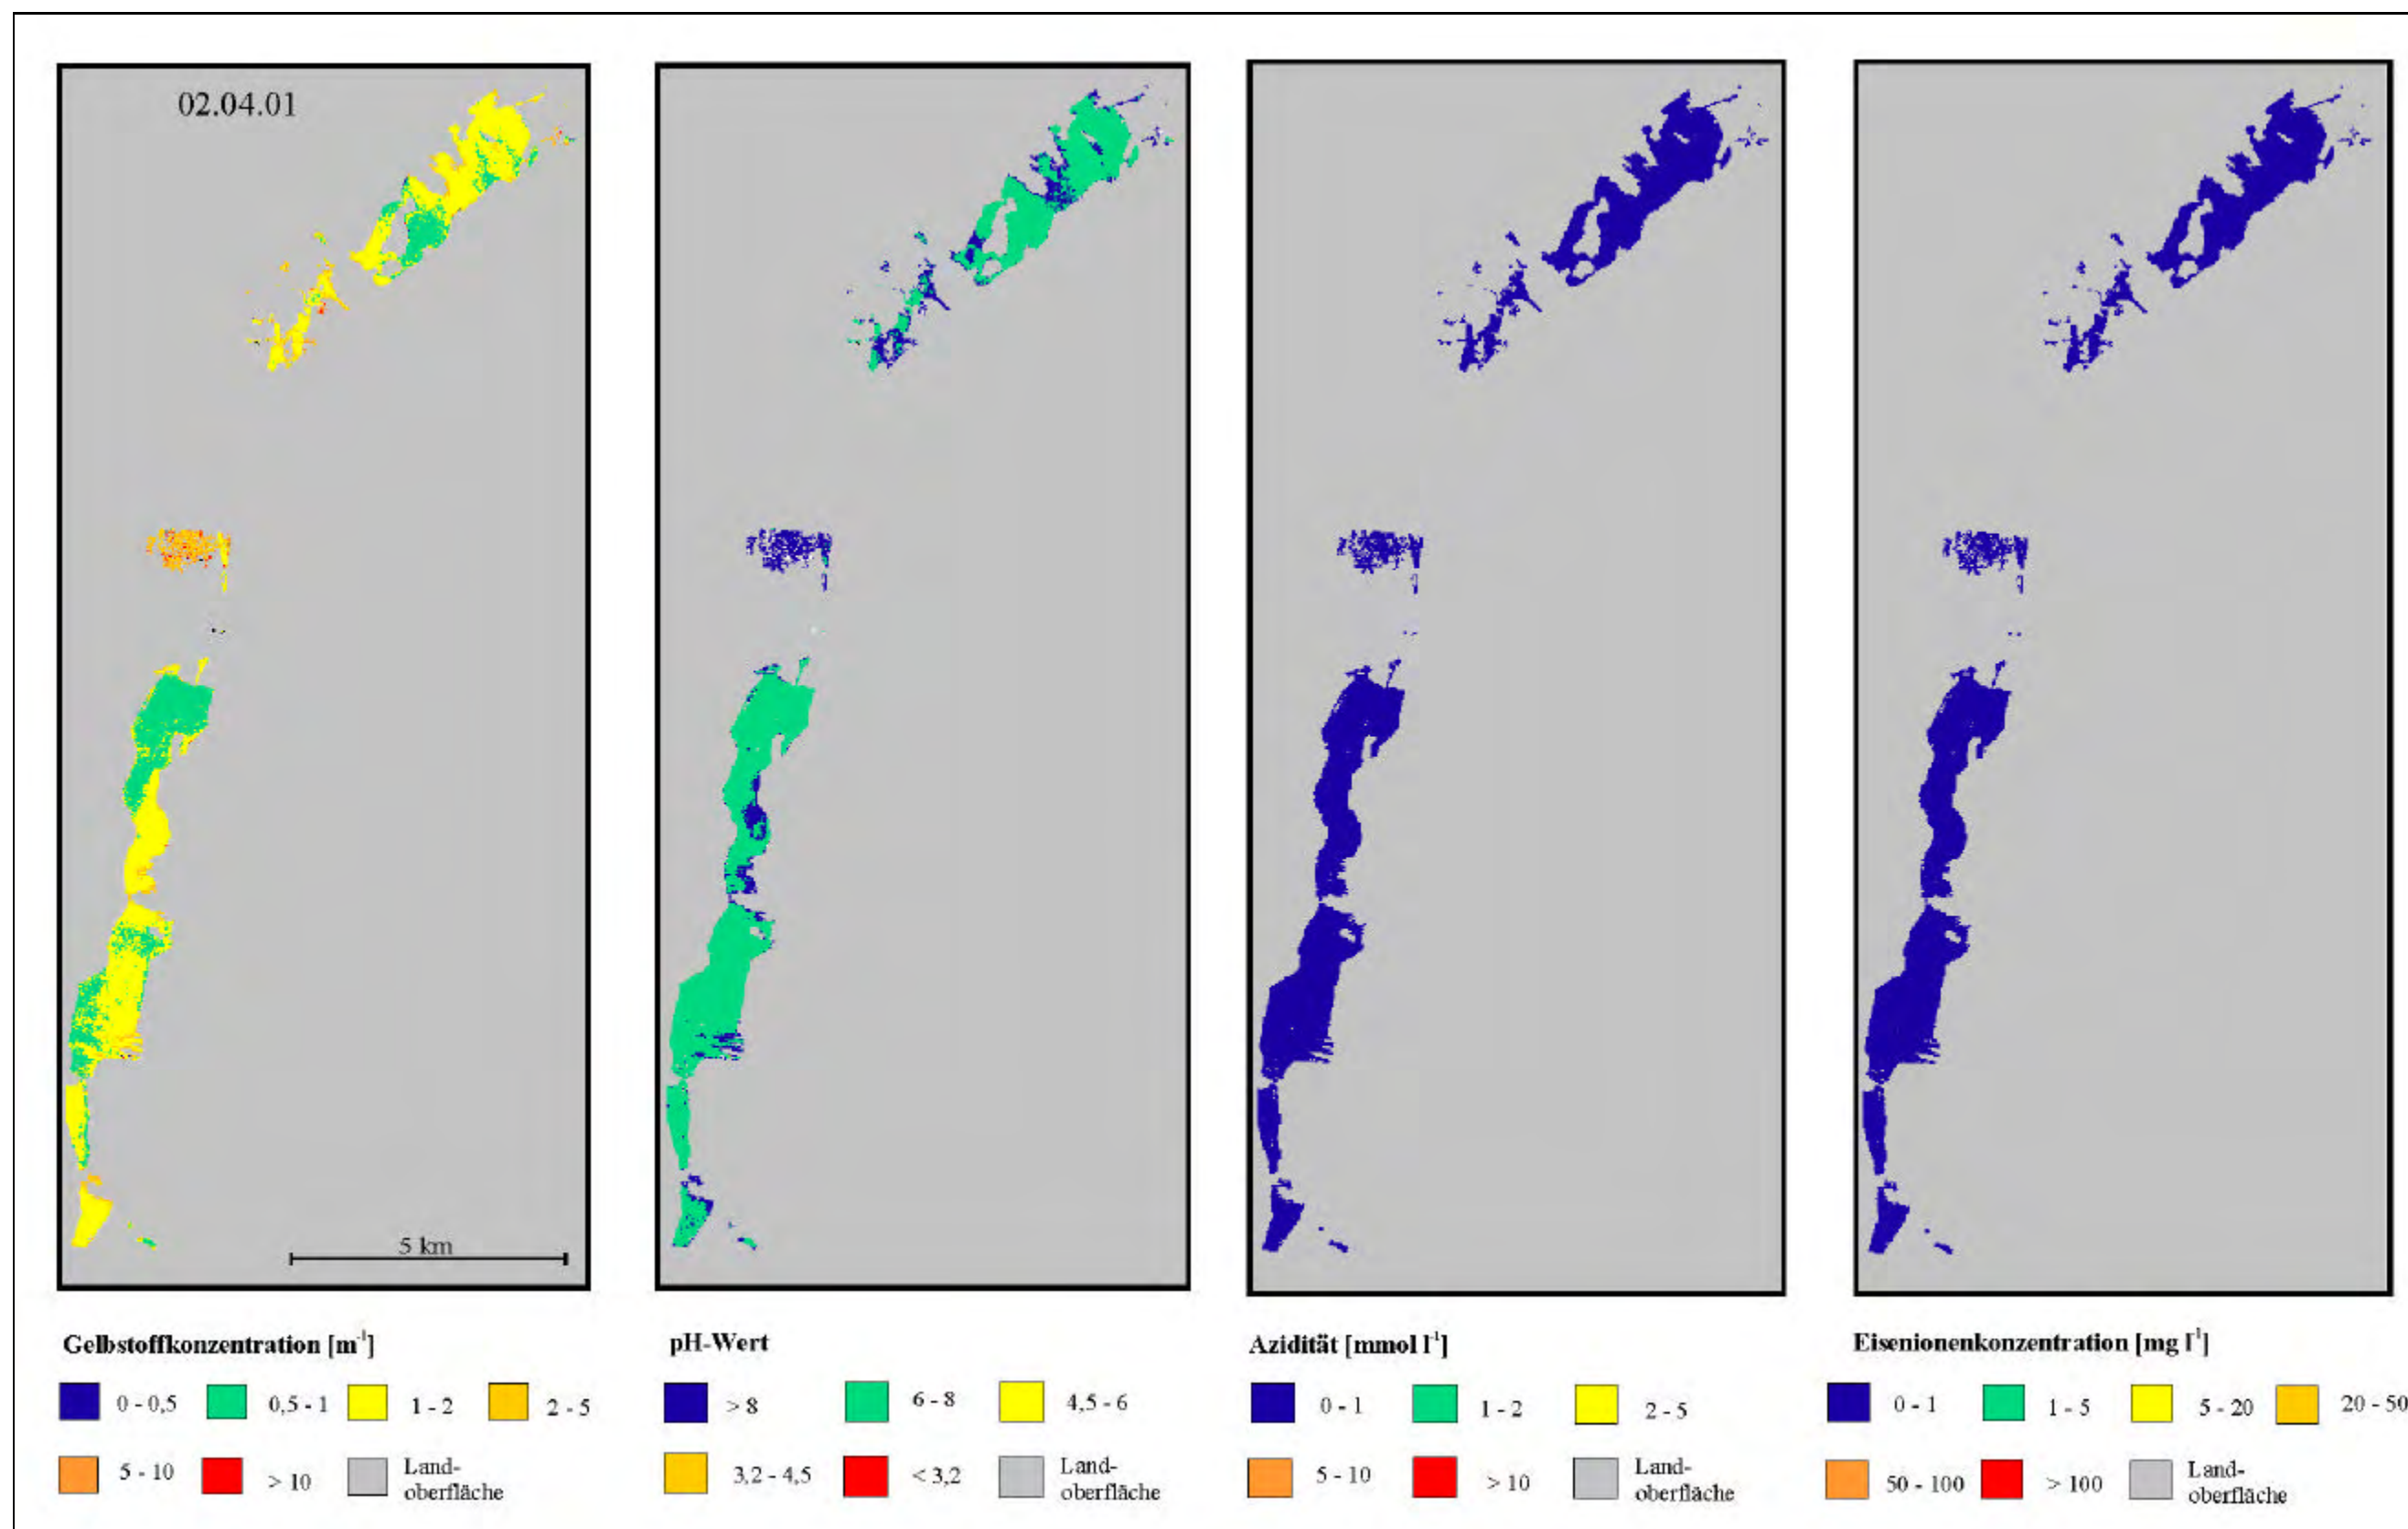 02.04.01
5 km
Gelbstoffkonzentration [m⁻¹]
0 - 0,5
0,5 - 1
1 - 2
2 - 5
5 - 10
> 10
Land-
oberfläche
pH-Wert
> 8
6 - 8
4,5 - 6
3,2 - 4,5
< 3,2
Land-
oberfläche
Azidität [mmol l⁻¹]
0 - 1
1 - 2
2 - 5
5 - 10
> 10
Land-
oberfläche
Eisenionenkonzentration [mg l⁻¹]
0 - 1
1 - 5
5 - 20
20 - 50
50 - 100
> 100
Land-
oberfläche